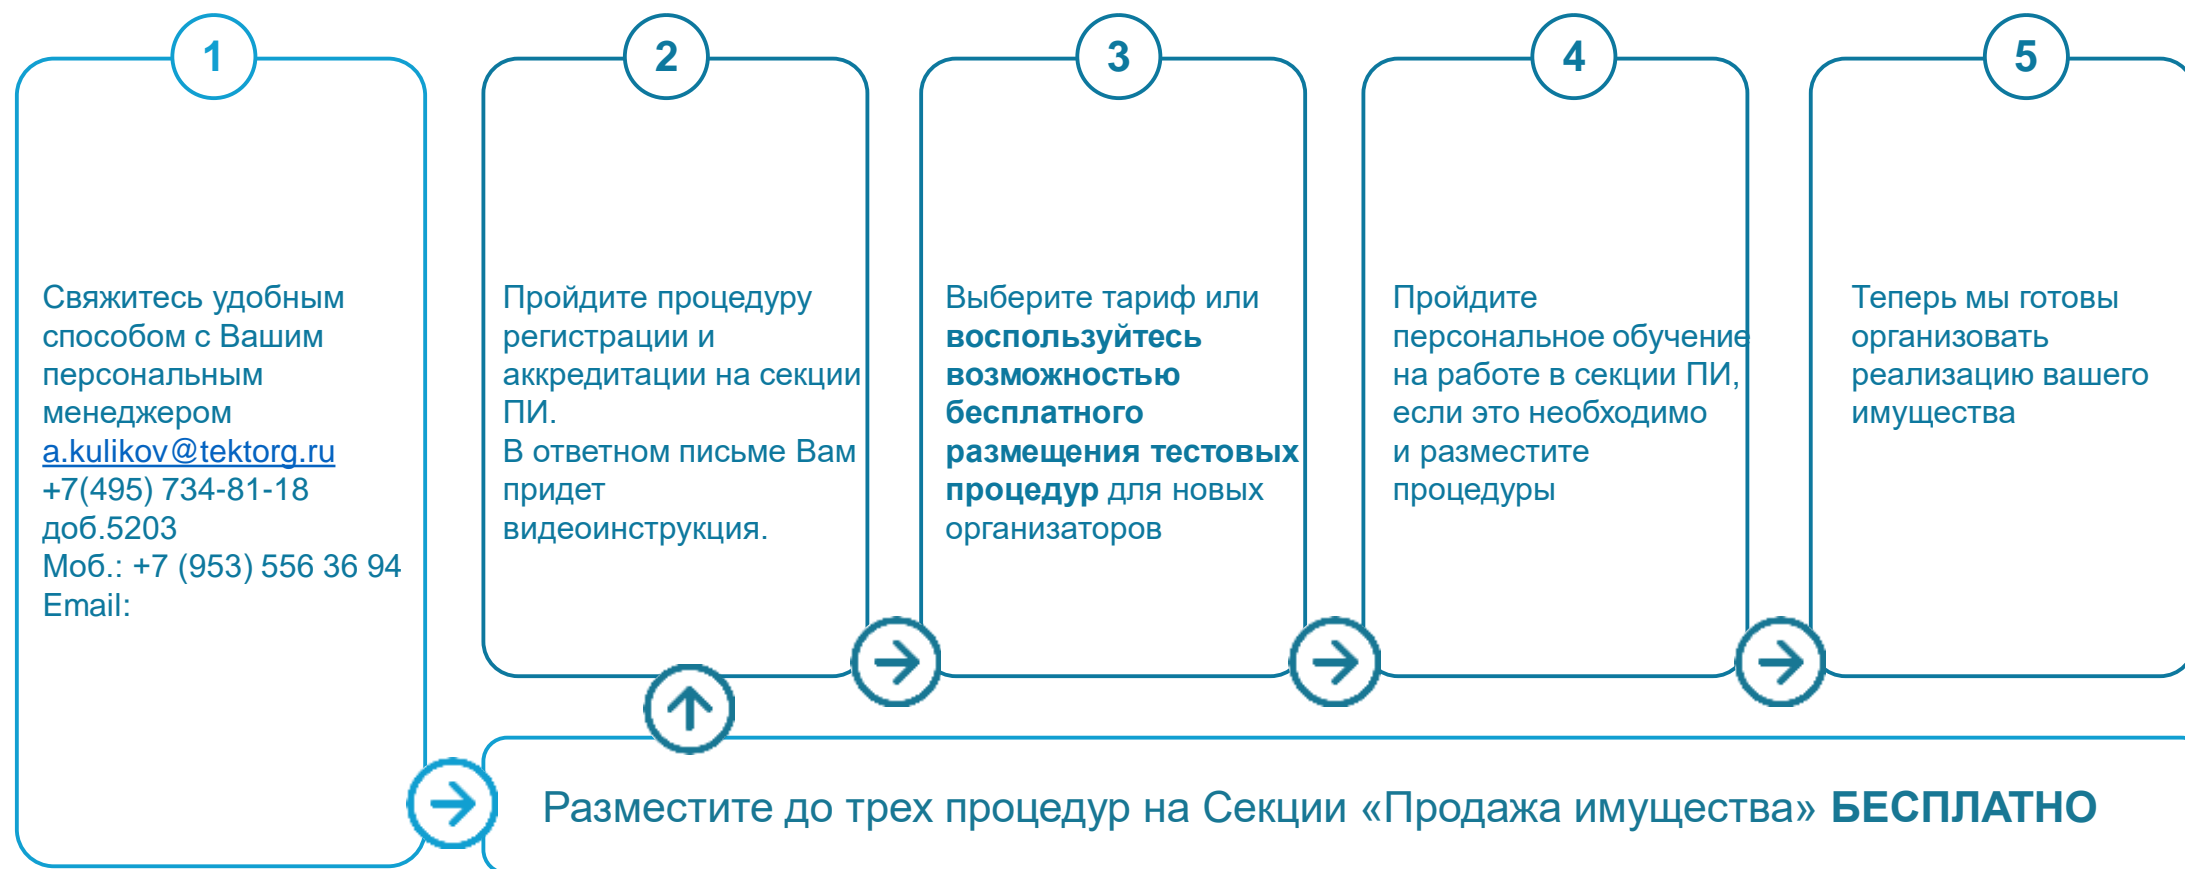 1
Свяжитесь удобным
способом с Вашим
персональным
менеджером
a.kulikov@tektorg.ru
+7(495) 734-81-18
доб.5203
Моб.: +7 (953) 556 36 94
Email:
2
Пройдите процедуру
регистрации и
аккредитации на секции
ПИ.
В ответном письме Вам
придет
видеоинструкция.
3
Выберите тариф или
воспользуйтесь
возможностью
бесплатного
размещения тестовых
процедур для новых
организаторов
4
Пройдите
персональное обучение
на работе в секции ПИ,
если это необходимо
и разместите
процедуры
5
Теперь мы готовы
организовать
реализацию вашего
имущества
Разместите до трех процедур на Секции «Продажа имущества» БЕСПЛАТНО